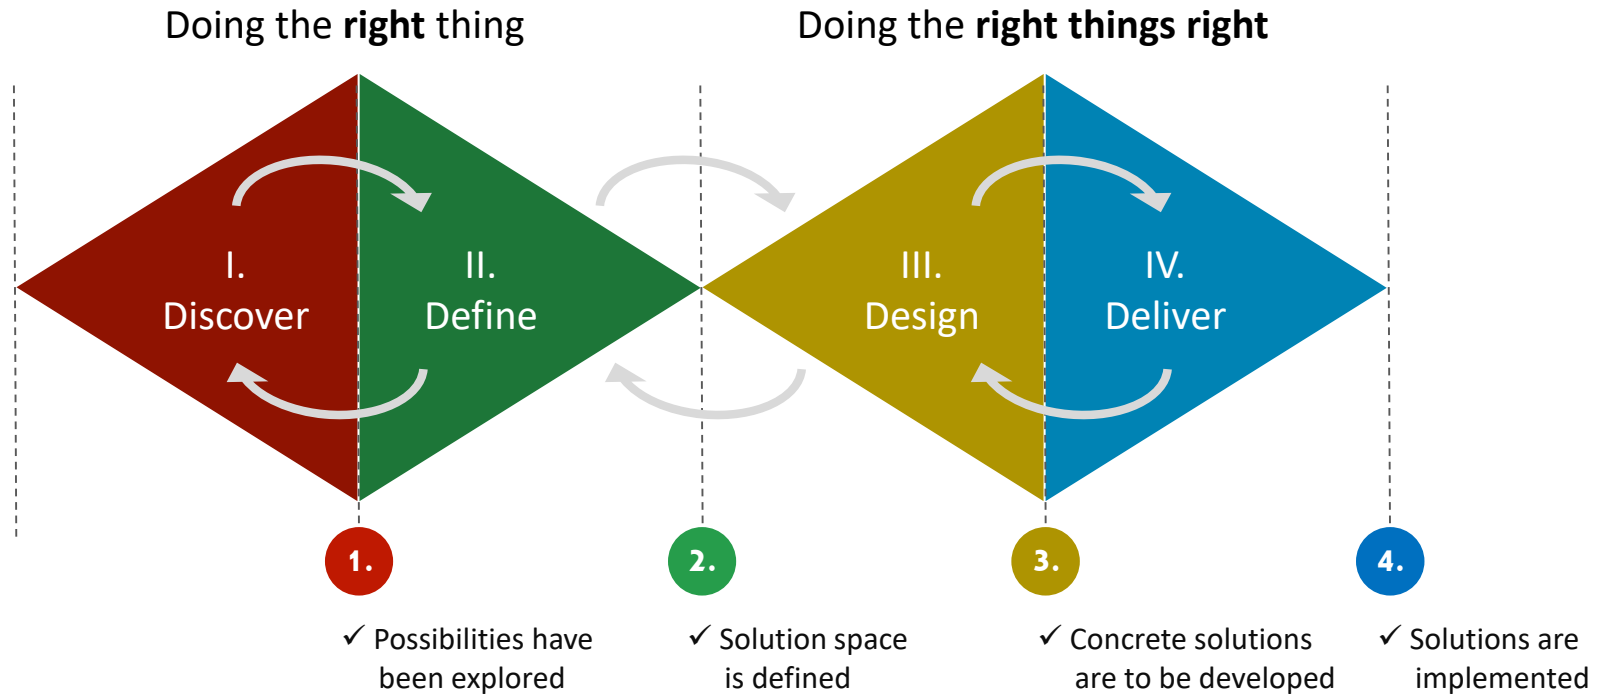 Doing the right thing
Doing the right things right
I.
Discover
II.
Define
III.
Design
IV.
Deliver
1.
2.
3.
4.
✓ Possibilities have
been explored
✓ Solution space
is defined
✓ Concrete solutions
are to be developed
✓ Solutions are
implemented